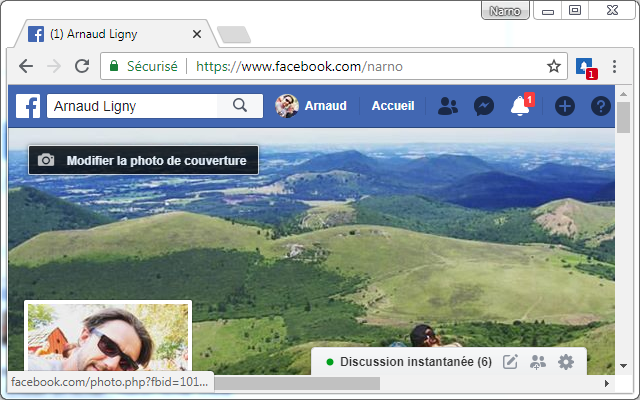 Narno
(1) Arnaud Ligny
Sécurisé
https://www.facebook.com/narno
1
f
Arnaud Ligny
Arnaud
Accueil
1
Modifier la photo de couverture
Discussion instantanée (6)
facebook.com/photo.php?fbid=101...